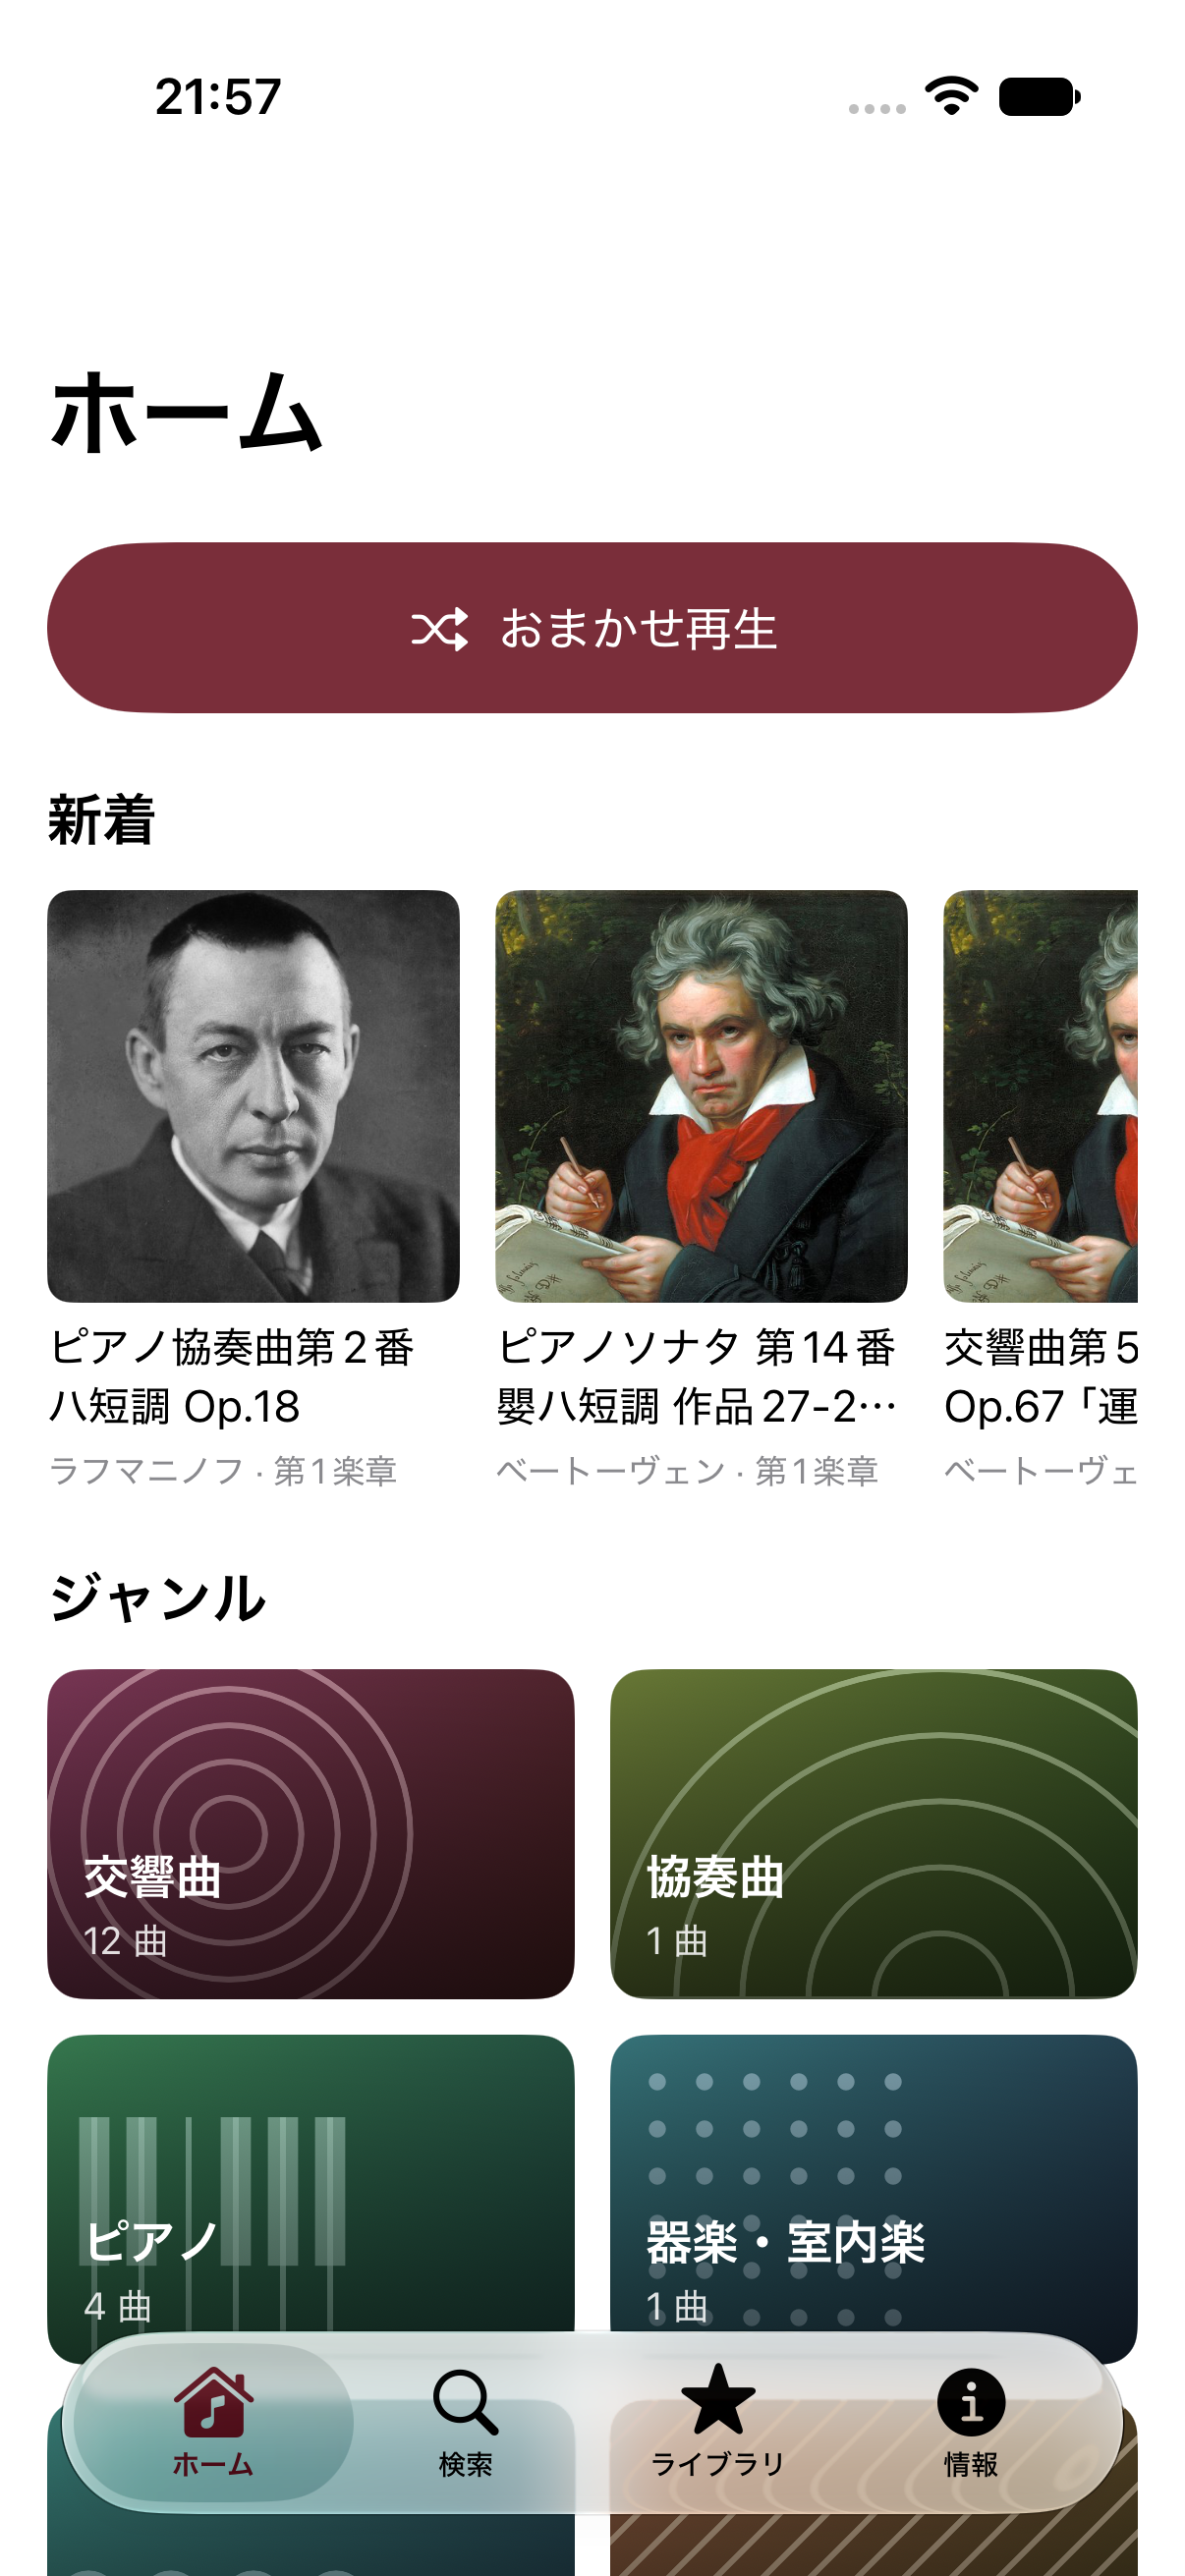 21:57
ホーム
おまかせ再生
新着
ピアノ協奏曲第2番
ハ短調 Op.18
ラフマニノフ · 第1楽章
ピアノソナタ 第14番
嬰ハ短調 作品27-2…
ベートーヴェン · 第1楽章
交響曲第5
Op.67「運
ベートーヴェ
ジャンル
交響曲
12 曲
協奏曲
1 曲
ピアノ
4 曲
器楽・室内楽
1 曲
ホーム
検索
ライブラリ
情報